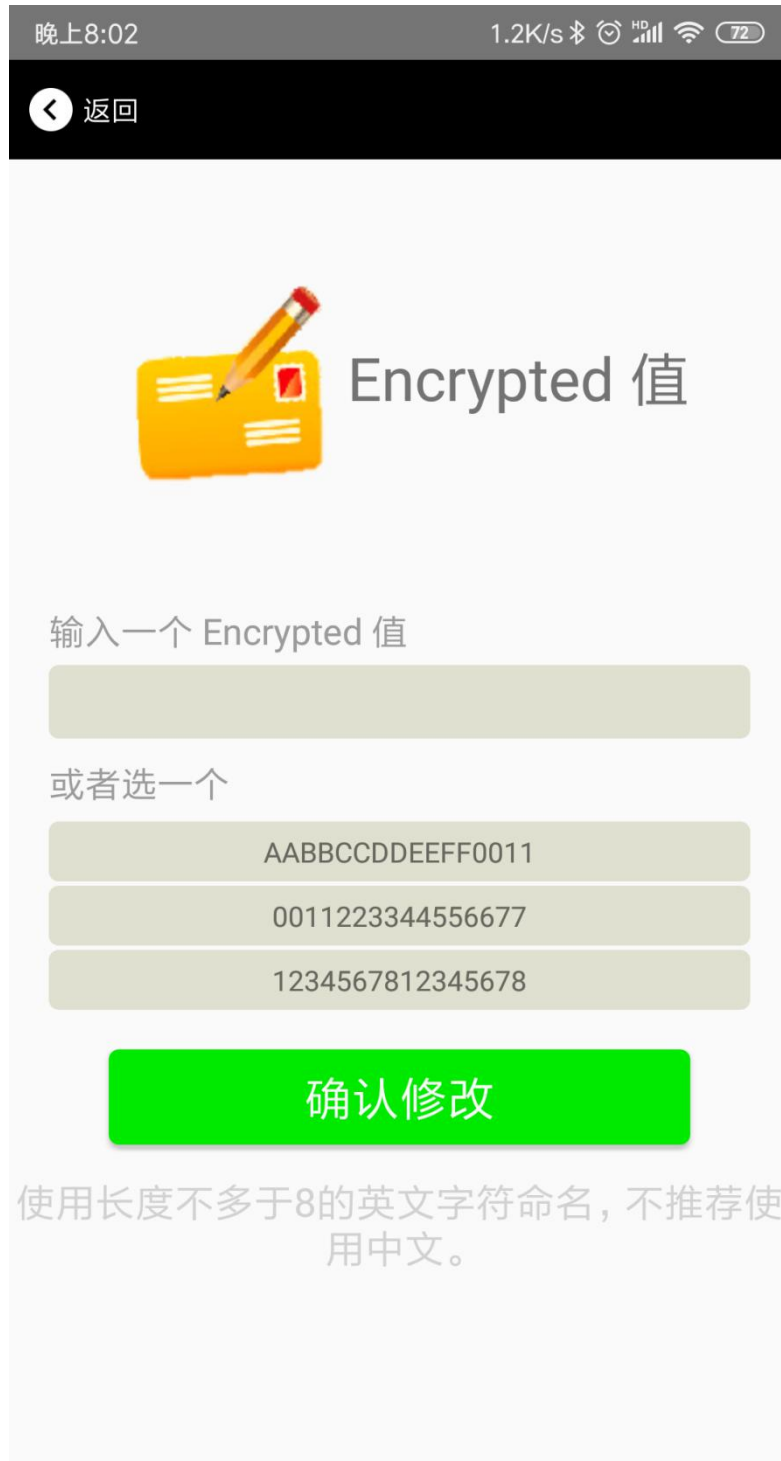 晚上8:02 1.2K/s HD 72
返回
Encrypted 值
输入一个 Encrypted 值
或者选一个
AABBCCDDEEFF0011
0011223344556677
1234567812345678
确认修改
使用长度不多于8的英文字符命名，不推荐使
用中文。